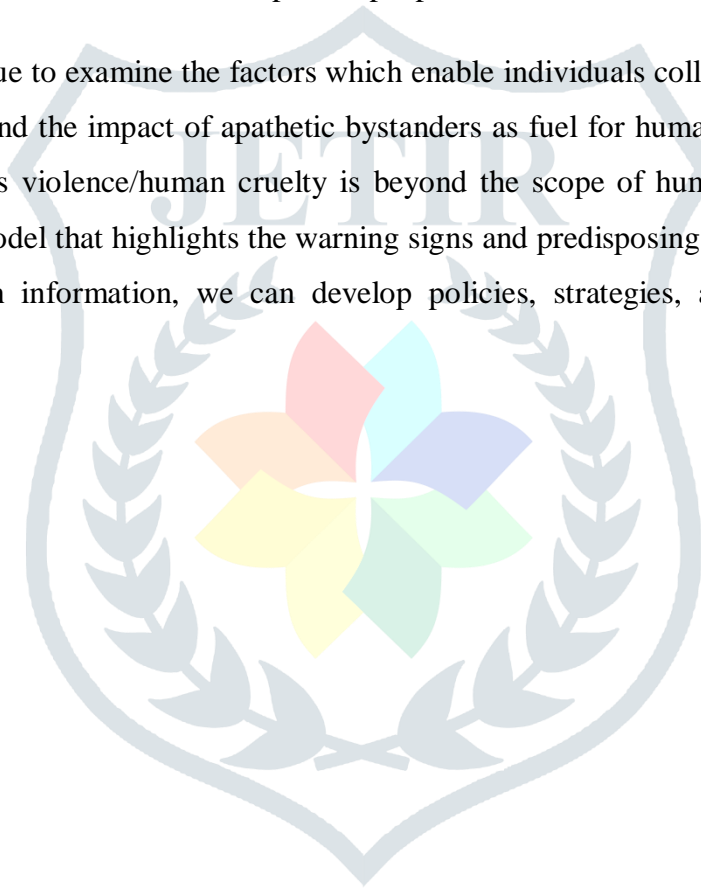 ue to examine the factors which enable individuals coll
nd the impact of apathetic bystanders as fuel for huma
JETIR
s violence/human cruelty is beyond the scope of hum
odel that highlights the warning signs and predisposing
n information, we can develop policies, strategies, a